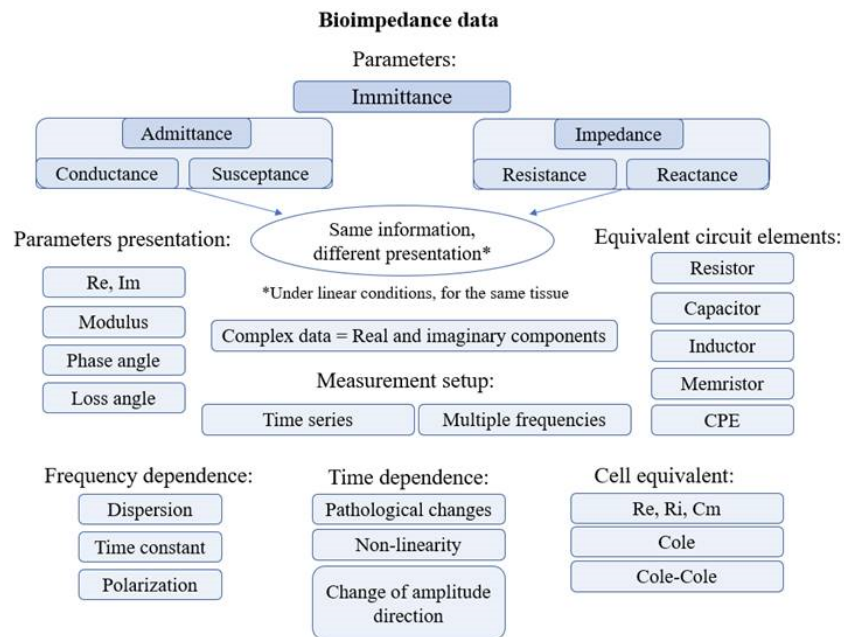 Bioimpedance data
Parameters:
Immittance
Admittance
Conductance
Susceptance
Impedance
Resistance
Reactance
Same information,
different presentation*
*Under linear conditions, for the same tissue
Complex data = Real and imaginary components
Parameters presentation:
Re, Im
Modulus
Phase angle
Loss angle
Equivalent circuit elements:
Resistor
Capacitor
Inductor
Memristor
CPE
Measurement setup:
Time series
Multiple frequencies
Frequency dependence:
Dispersion
Time constant
Polarization
Time dependence:
Pathological changes
Non-linearity
Change of amplitude
direction
Cell equivalent:
Re, Ri, Cm
Cole
Cole-Cole